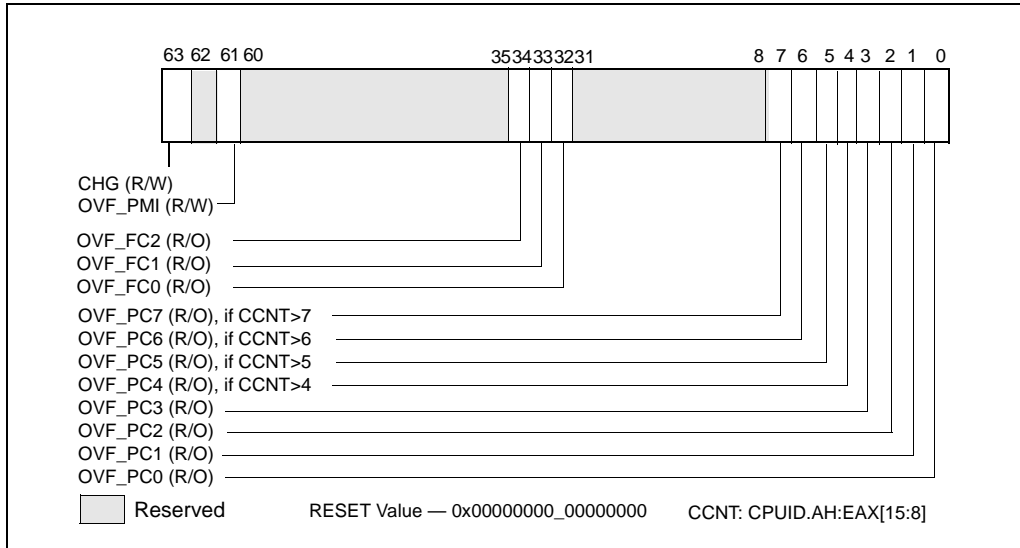 63 62 61 60 35 34 33 32 31 8 7 6 5 4 3 2 1 0
CHG (R/W)
OVF_PMI (R/W)
OVF_FC2 (R/O)
OVF_FC1 (R/O)
OVF_FC0 (R/O)
OVF_PC7 (R/O), if CCNT>7
OVF_PC6 (R/O), if CCNT>6
OVF_PC5 (R/O), if CCNT>5
OVF_PC4 (R/O), if CCNT>4
OVF_PC3 (R/O)
OVF_PC2 (R/O)
OVF_PC1 (R/O)
OVF_PC0 (R/O)
Reserved RESET Value — 0x00000000_00000000 CCNT: CPUID.AH:EAX[15:8]